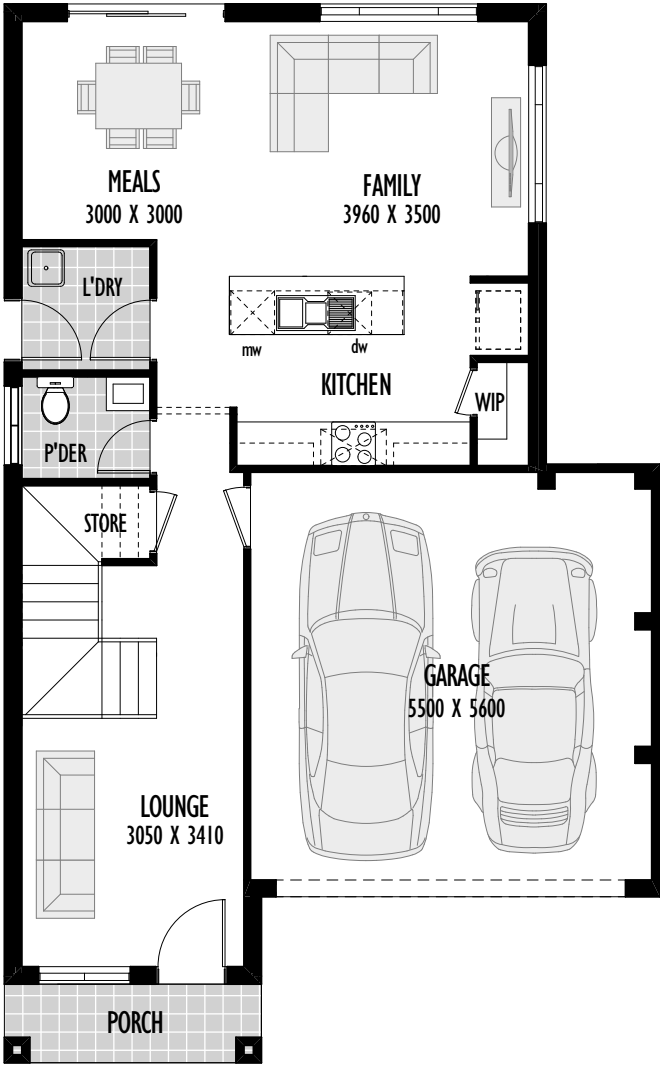 MEALS
3000 X 3000
FAMILY
3960 X 3500
L'DRY
mw
dw
KITCHEN
WIP
P'DER
STORE
GARAGE
5500 X 5600
LOUNGE
3050 X 3410
PORCH